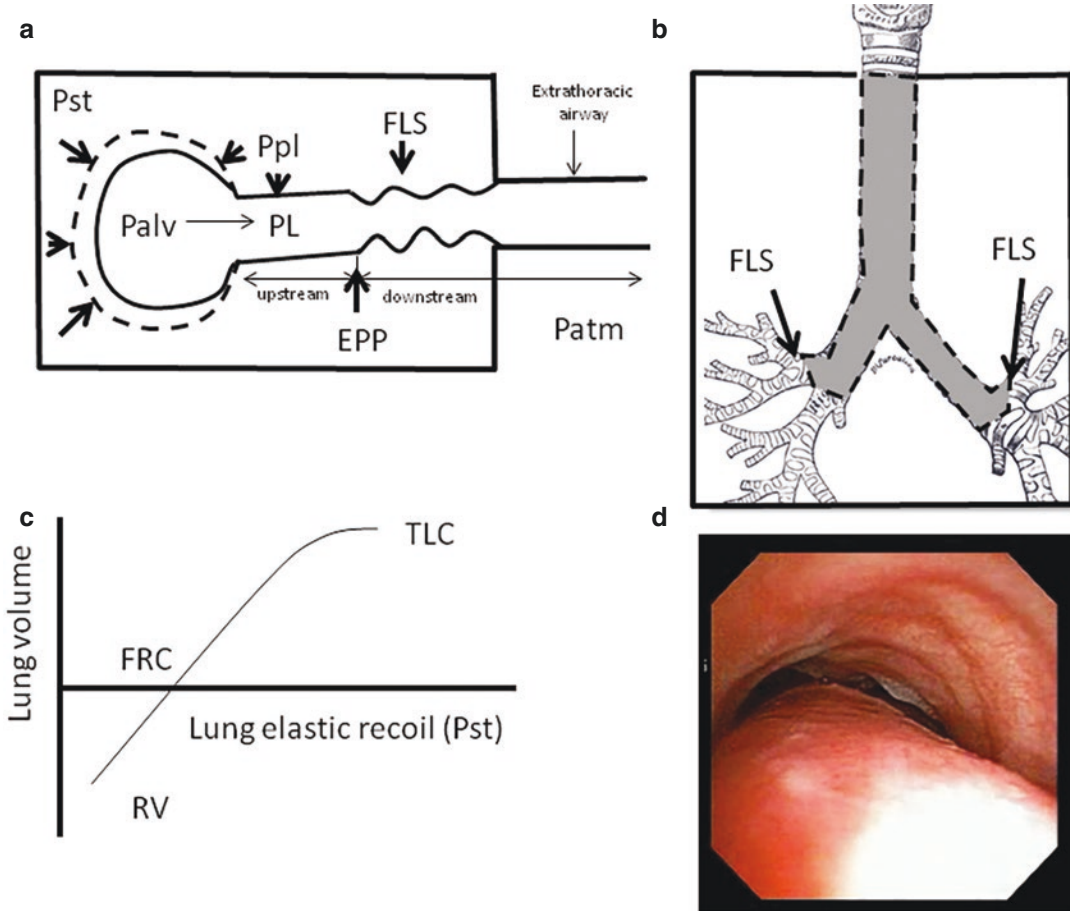 a
Pst
Ppl
FLS
Extrathoracic
airway
Palv
PL
upstream
downstream
EPP
Patm
b
FLS
FLS
c
Lung volume
TLC
FRC
Lung elastic recoil (Pst)
RV
d